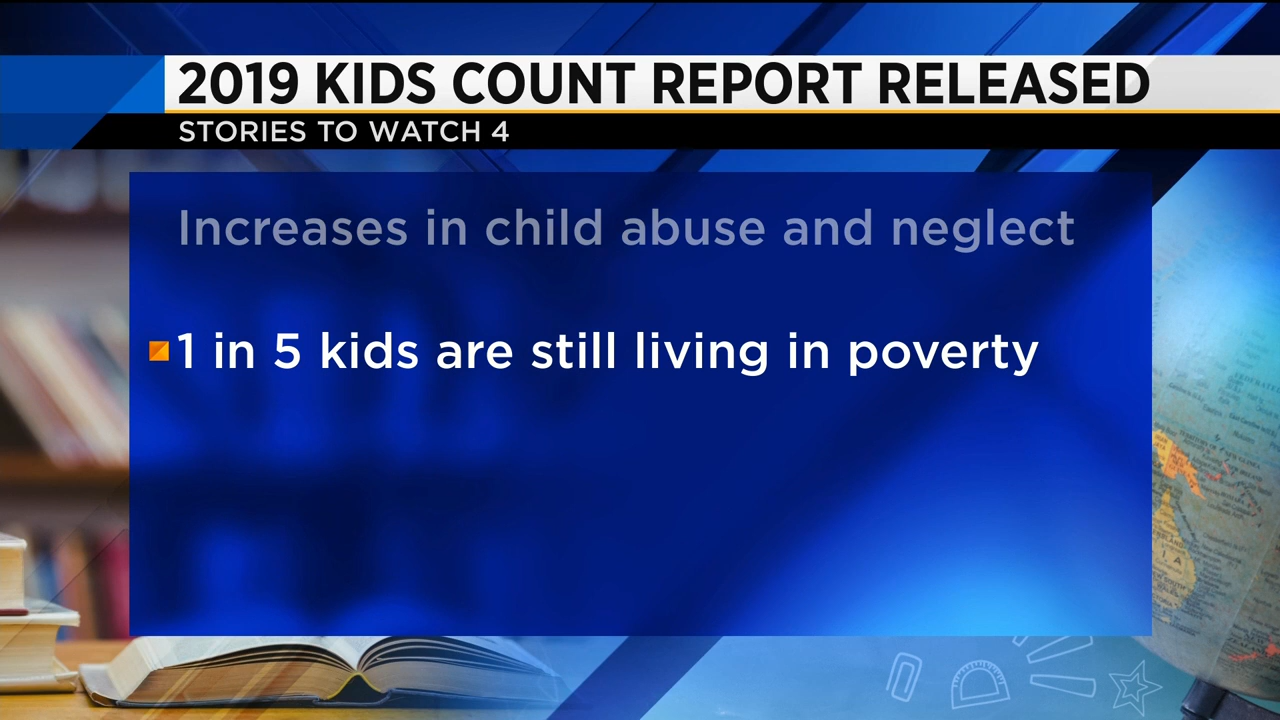 2019 KIDS COUNT REPORT RELEASED
STORIES TO WATCH 4
Increases in child abuse and neglect
1 in 5 kids are still living in poverty